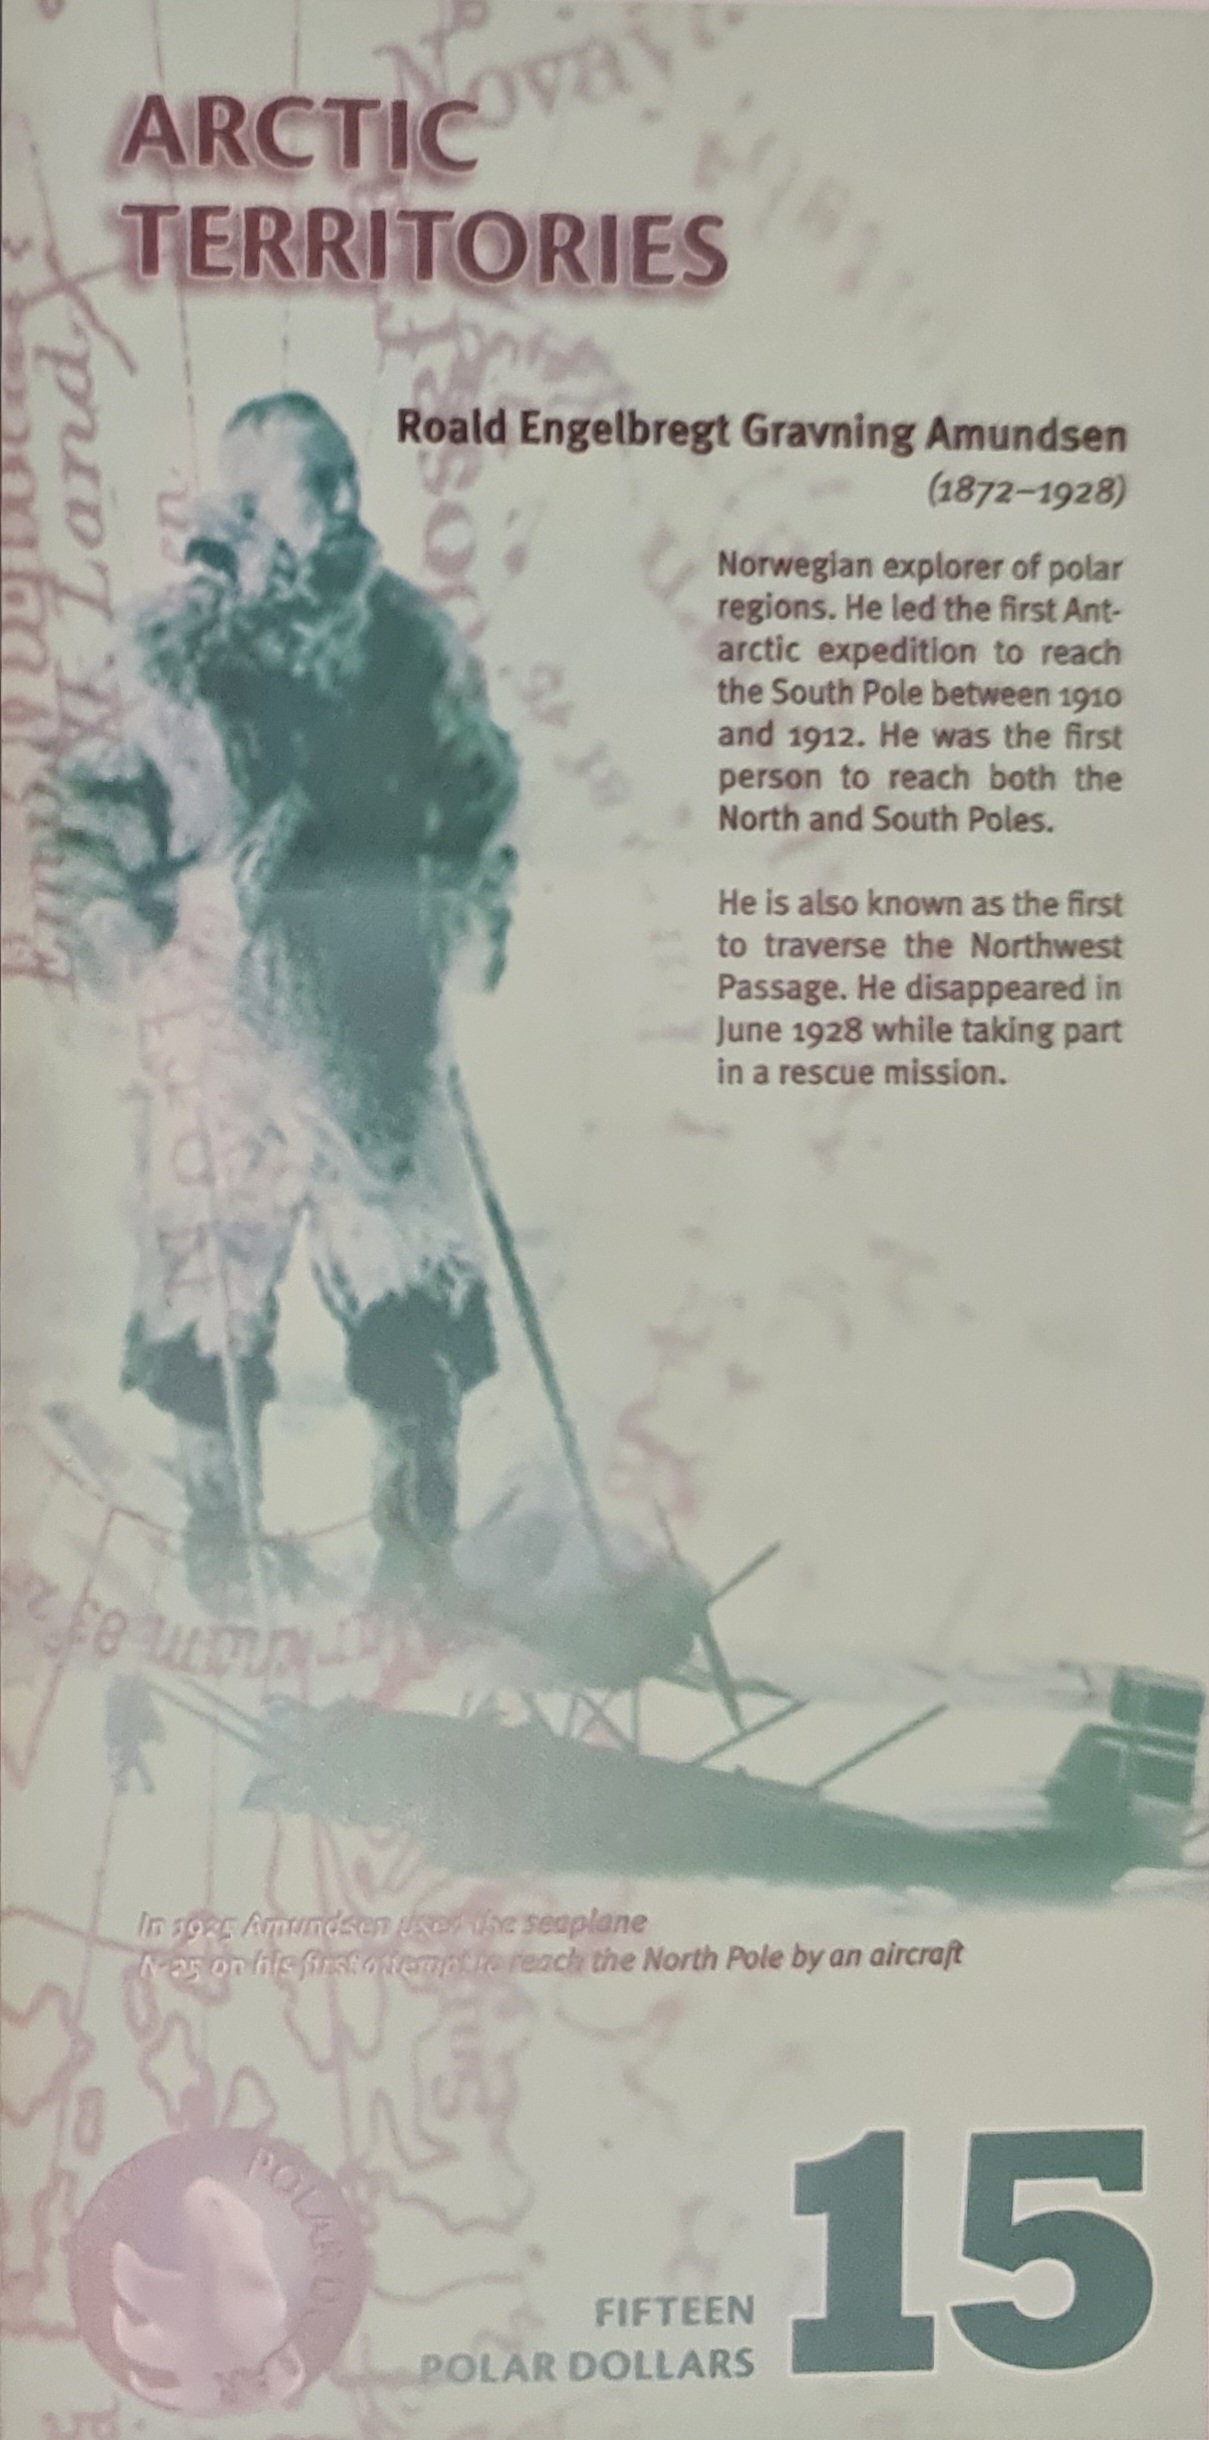 ARCTIC
TERRITORIES
Roald Engelbregt Gravning Amundsen
(1872–1928)
Norwegian explorer of polar
regions. He led the first Ant-
arctic expedition to reach
the South Pole between 1910
and 1912. He was the first
person to reach both the
North and South Poles.
He is also known as the first
to traverse the Northwest
Passage. He disappeared in
June 1928 while taking part
in a rescue mission.
In 1925 Amundsen used the seaplane
N-25 on his first attempt to reach the North Pole by an aircraft
FIFTEEN
POLAR DOLLARS
15
POLAR DOLLAR
Land